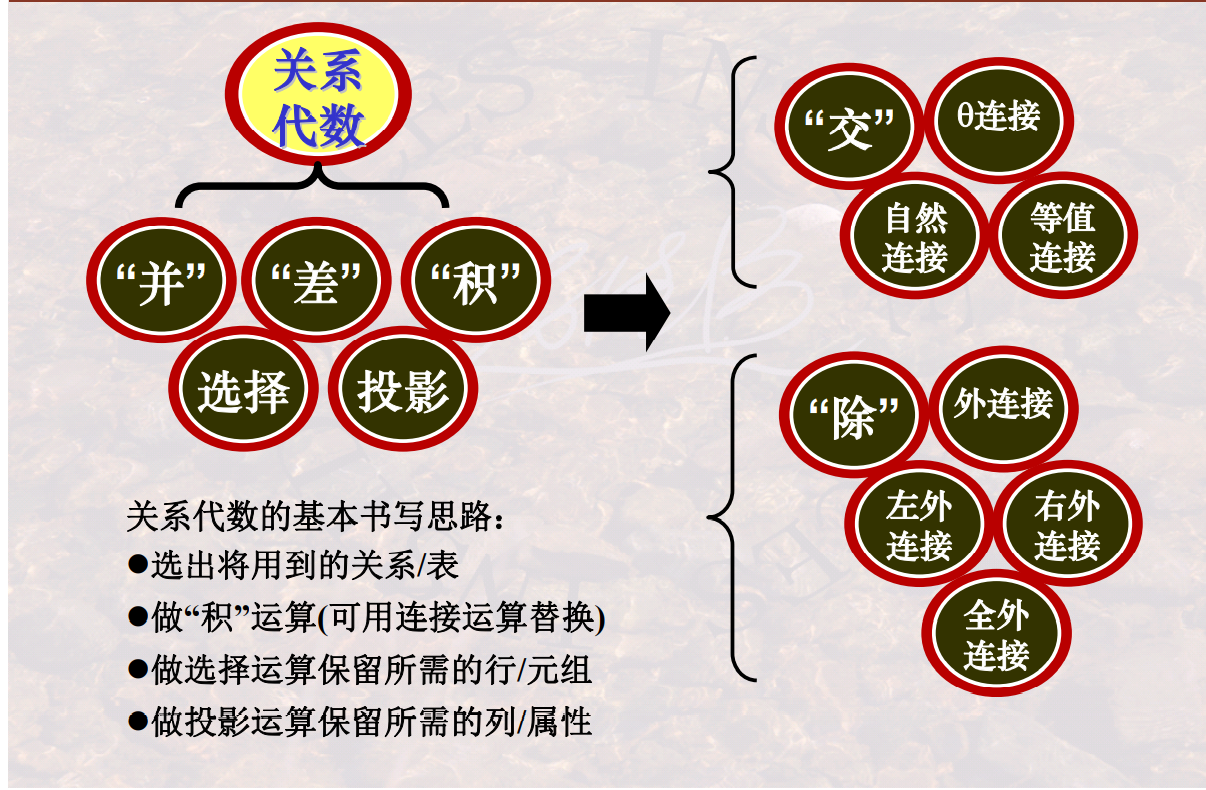 关系
代数
“并”
“差”
“积”
选择
投影
“交”
θ连接
自然
连接
等值
连接
“除”
外连接
左外
连接
右外
连接
全外
连接
关系代数的基本书写思路：
●选出将用到的关系/表
●做“积”运算(可用连接运算替换)
●做选择运算保留所需的行/元组
●做投影运算保留所需的列/属性